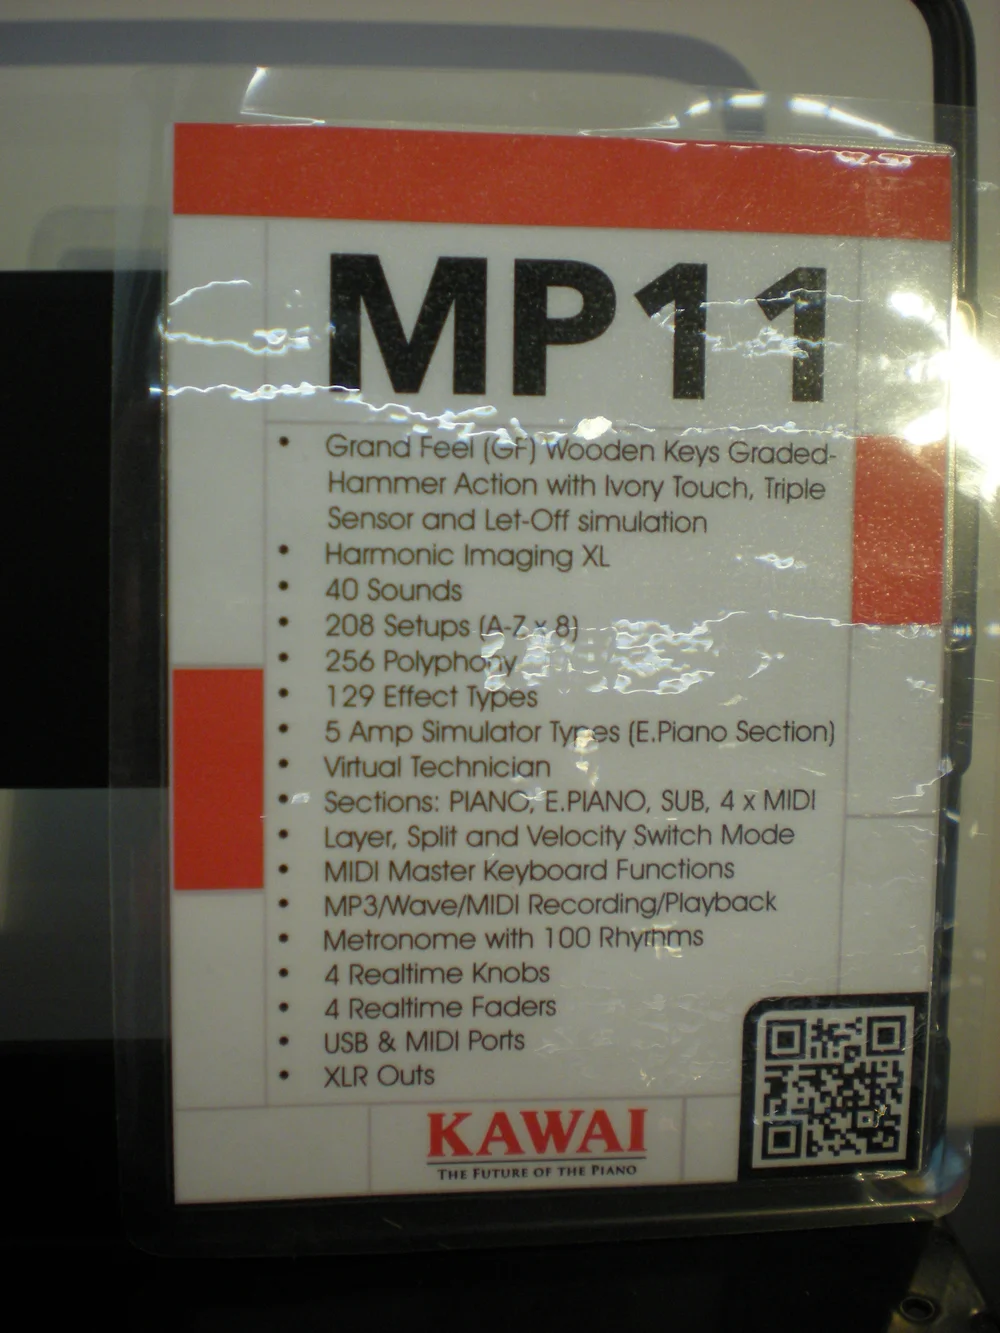 MP11
• Grand Feel (GF) Wooden Keys Graded-
Hammer Action with Ivory Touch, Triple
Sensor and Let-Off simulation
• Harmonic Imaging XL
• 40 Sounds
• 208 Setups (A-Z x 8)
• 256 Polyphony
• 129 Effect Types
• 5 Amp Simulator Types (E.Piano Section)
• Virtual Technician
• Sections: PIANO, E.PIANO, SUB, 4 x MIDI
• Layer, Split and Velocity Switch Mode
• MIDI Master Keyboard Functions
• MP3/Wave/MIDI Recording/Playback
• Metronome with 100 Rhythms
• 4 Realtime Knobs
• 4 Realtime Faders
• USB & MIDI Ports
• XLR Outs
KAWAI
THE FUTURE OF THE PIANO